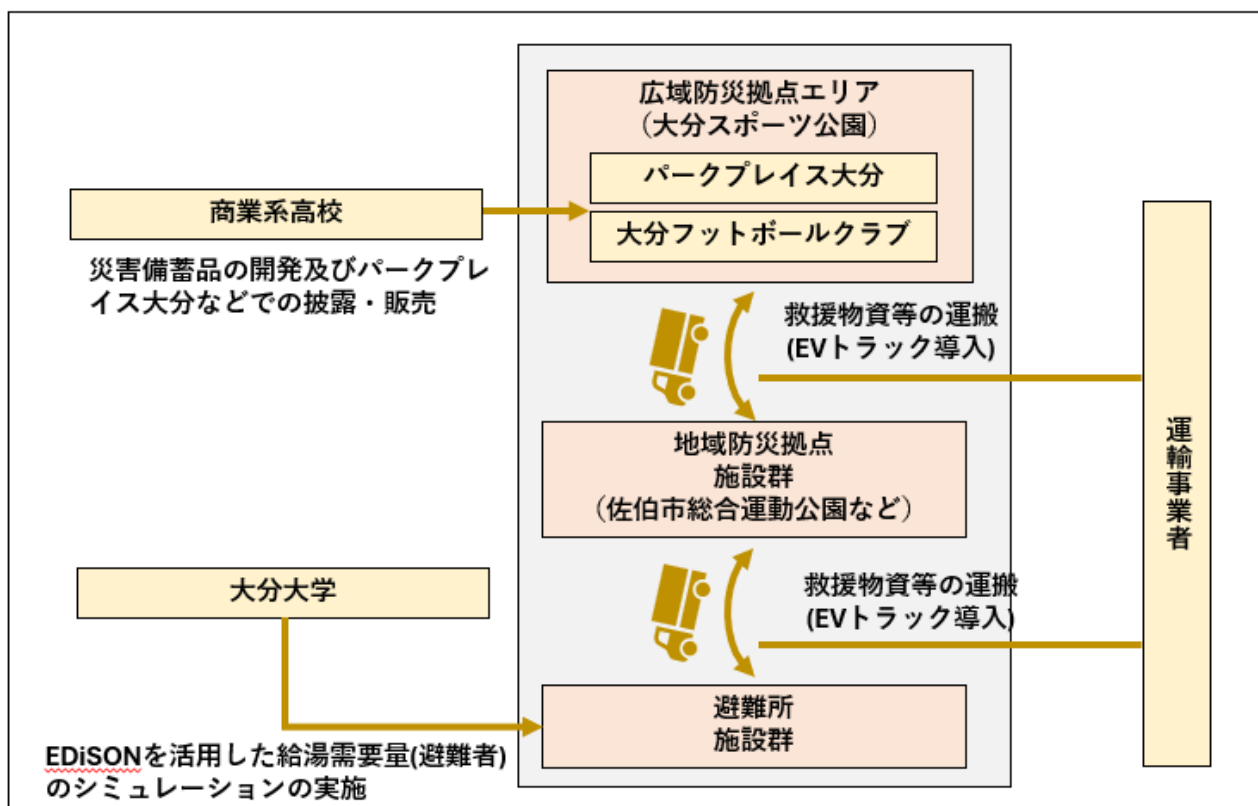 広域防災拠点エリア
（大分スポーツ公園）
パークプレイス大分
大分フットボールクラブ
商業系高校
災害備蓄品の開発及びパークプレ
イス大分などでの披露・販売
救援物資等の運搬
(EVトラック導入)
地域防災拠点
施設群
（佐伯市総合運動公園など）
運輸事業者
大分大学
救援物資等の運搬
(EVトラック導入)
避難所
施設群
EDiSONを活用した給湯需要量(避難者)
のシミュレーションの実施